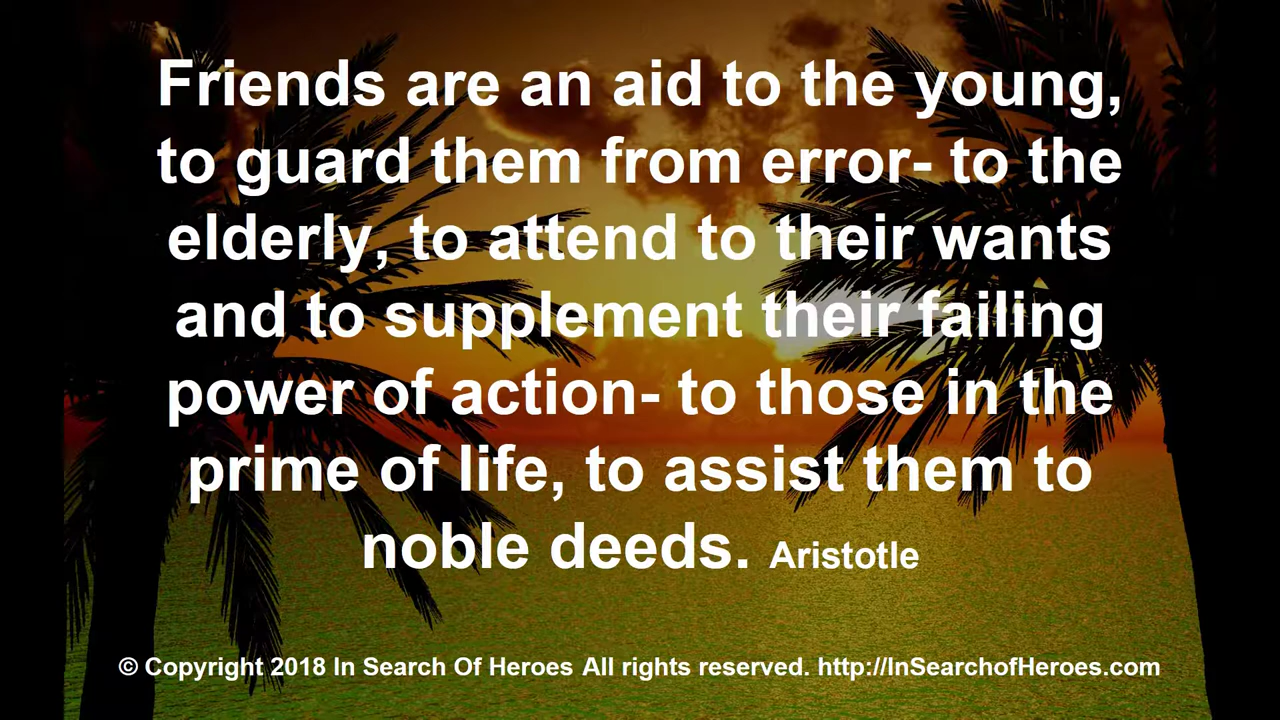 Friends are an aid to the young,
to guard them from error- to the
elderly, to attend to their wants
and to supplement their failing
power of action- to those in the
prime of life, to assist them to
noble deeds. Aristotle
© Copyright 2018 In Search Of Heroes All rights reserved. http://InSearchofHeroes.com